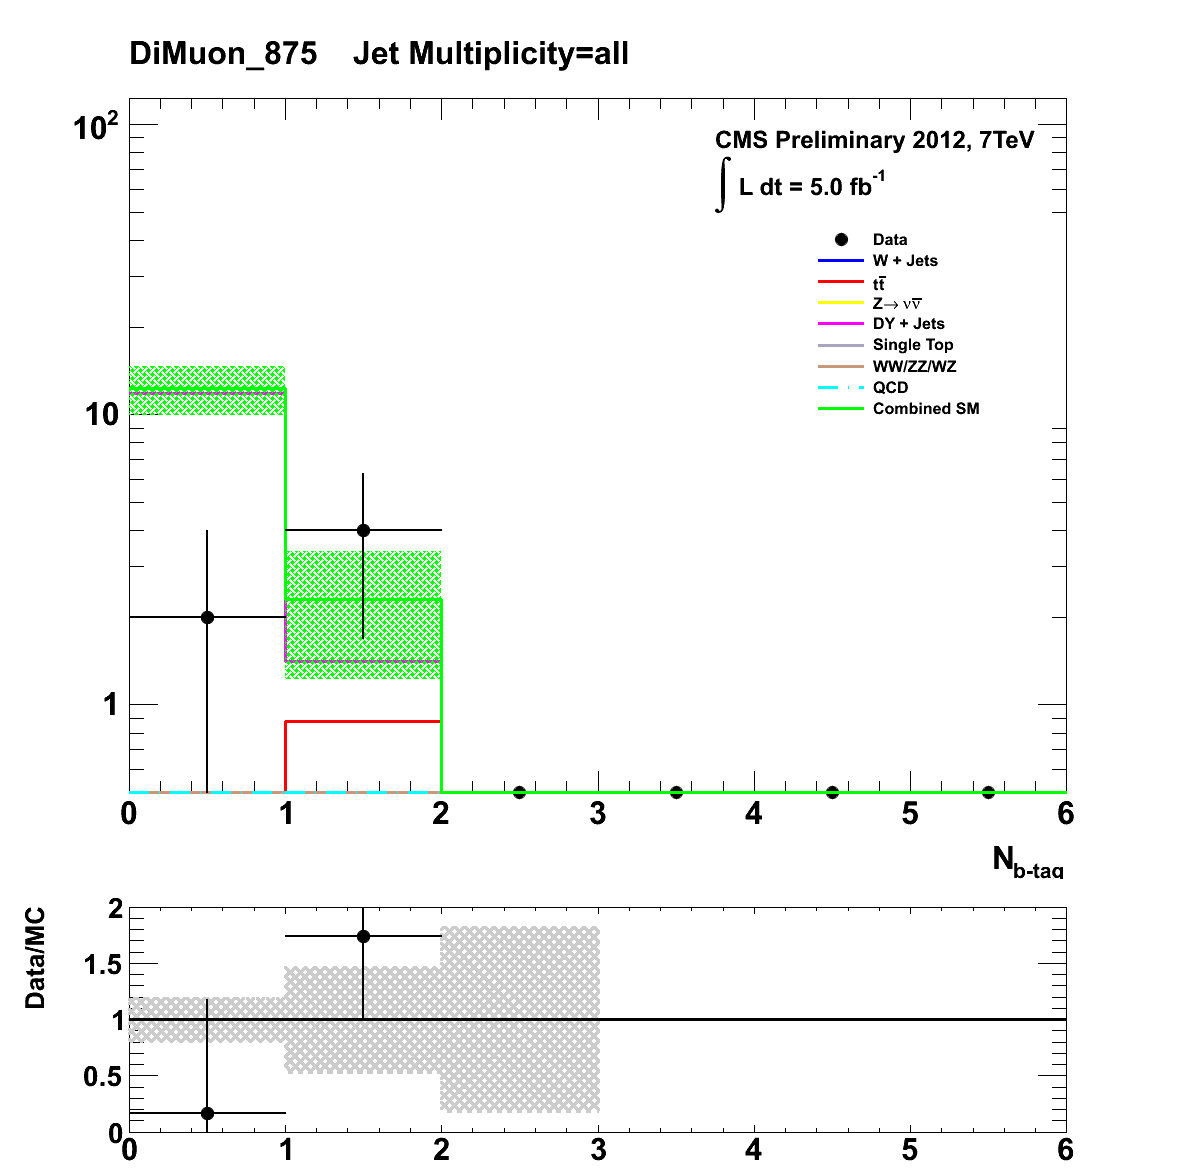 DiMuon_875 Jet Multiplicity=all
10²
CMS Preliminary 2012, 7TeV
∫ L dt = 5.0 fb⁻¹
Data
W + Jets
tt̅
Z→ νν̅
DY + Jets
Single Top
WW/ZZ/WZ
QCD
Combined SM
10
1
0 1 2 3 4 5 6
N_b-tag
Data/MC
2
1.5
1
0.5
0
0 1 2 3 4 5 6